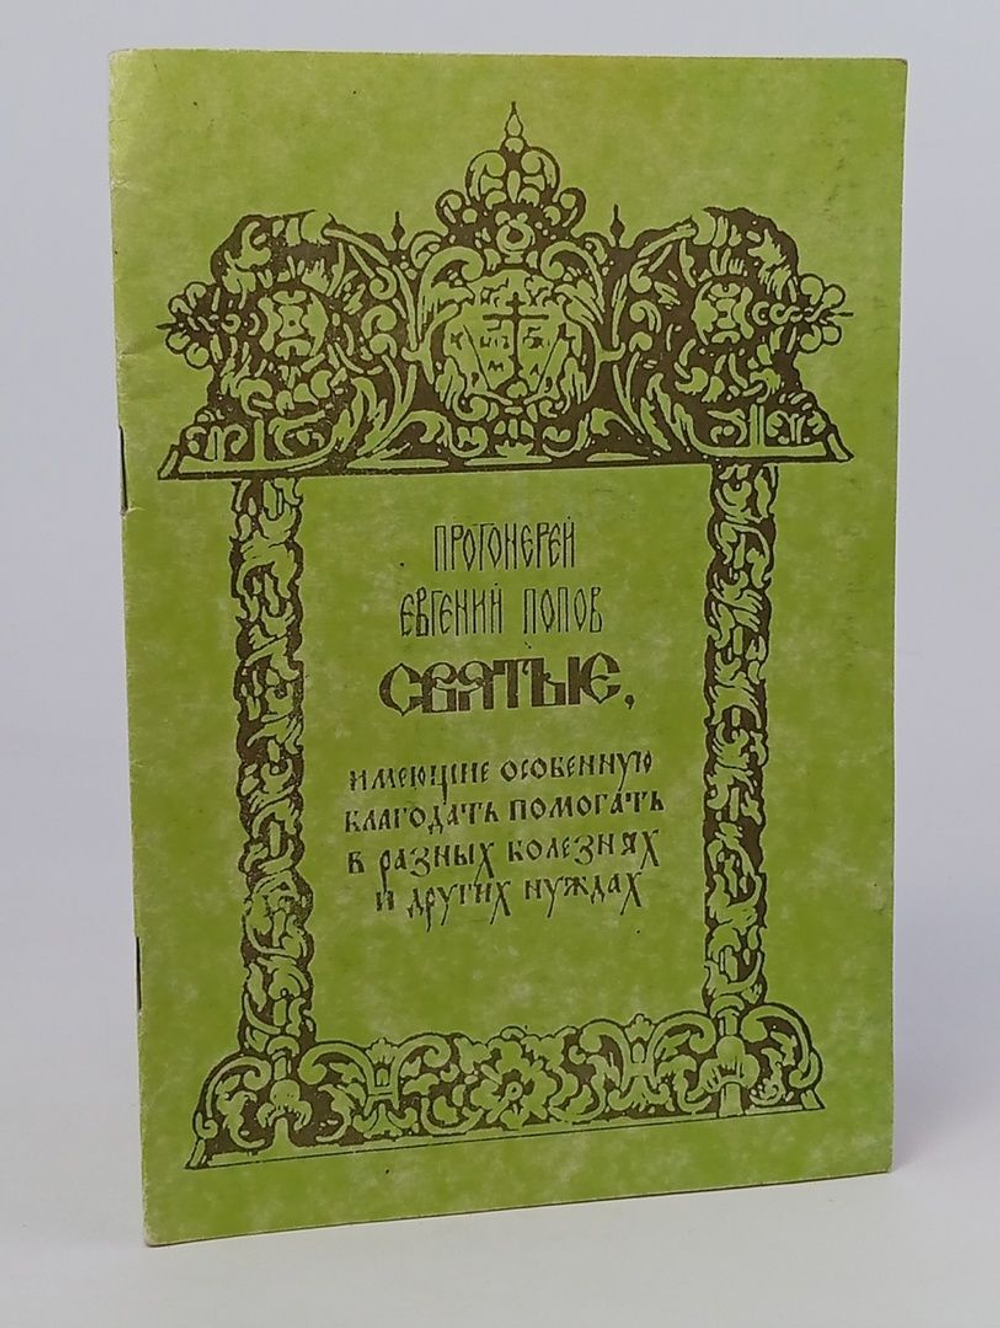 ПРОТОИЕРЕЙ
ЕВГЕНИЙ ПОПОВ
СВЯТЫЕ,
ИМЕЮЩИЕ ОСОБЕННУЮ
БЛАГОДАТЬ ПОМОГАТЬ
В РАЗНЫХ БОЛЕЗНЯХ
И ДРУГИХ НУЖДАХ